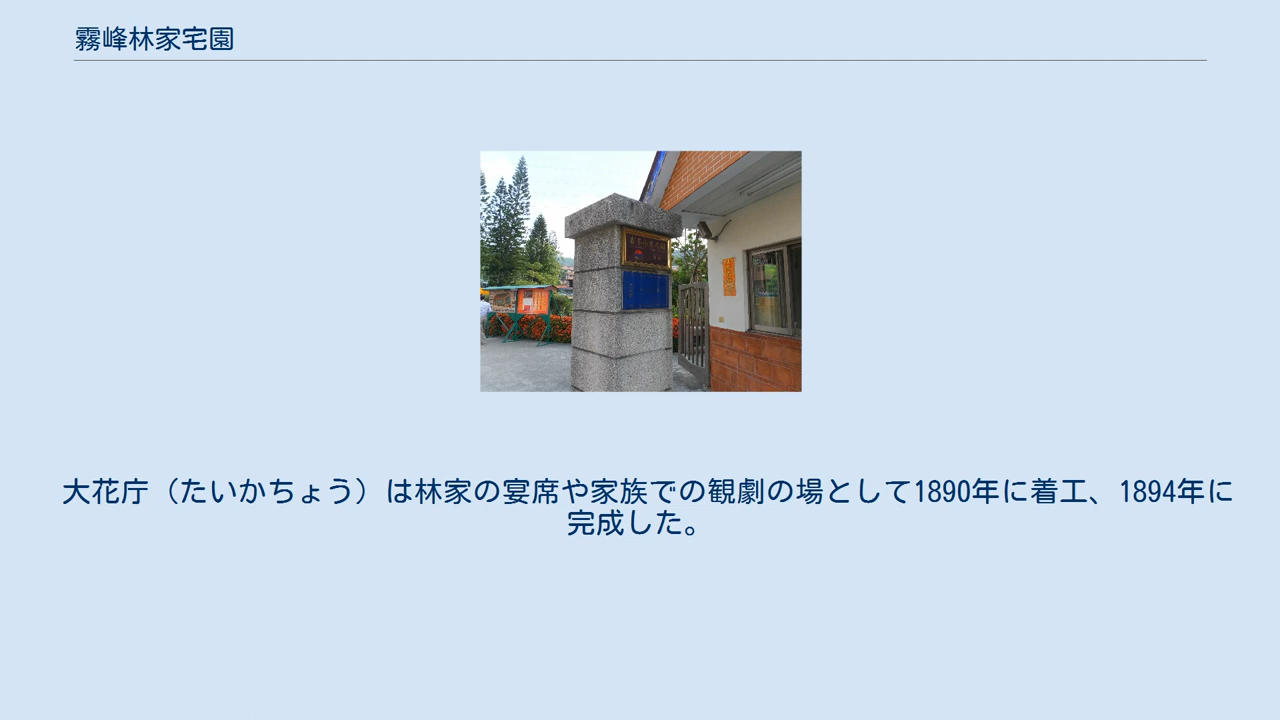 霧峰林家宅園
大花庁（たいかちょう）は林家の宴席や家族での観劇の場として1890年に着工、1894年に
完成した。